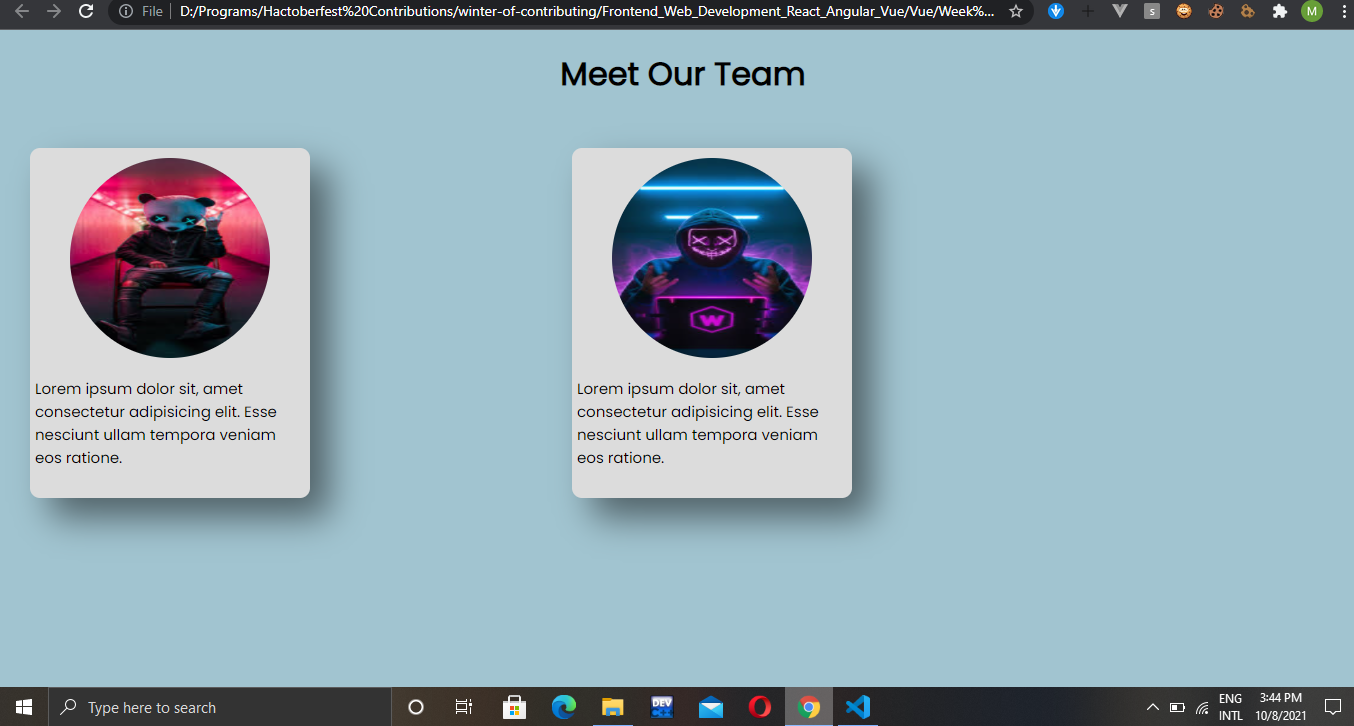 File
D:/Programs/Hactoberfest%20Contributions/winter-of-contributing/Frontend_Web_Development_React_Angular_Vue/Vue/Week%...
S
M
Meet Our Team
W
Lorem ipsum dolor sit, amet
consectetur adipisicing elit. Esse
nesciunt ullam tempora veniam
eos ratione.
Lorem ipsum dolor sit, amet
consectetur adipisicing elit. Esse
nesciunt ullam tempora veniam
eos ratione.
Type here to search
DEV
ENG
INTL
3:44 PM
10/8/2021